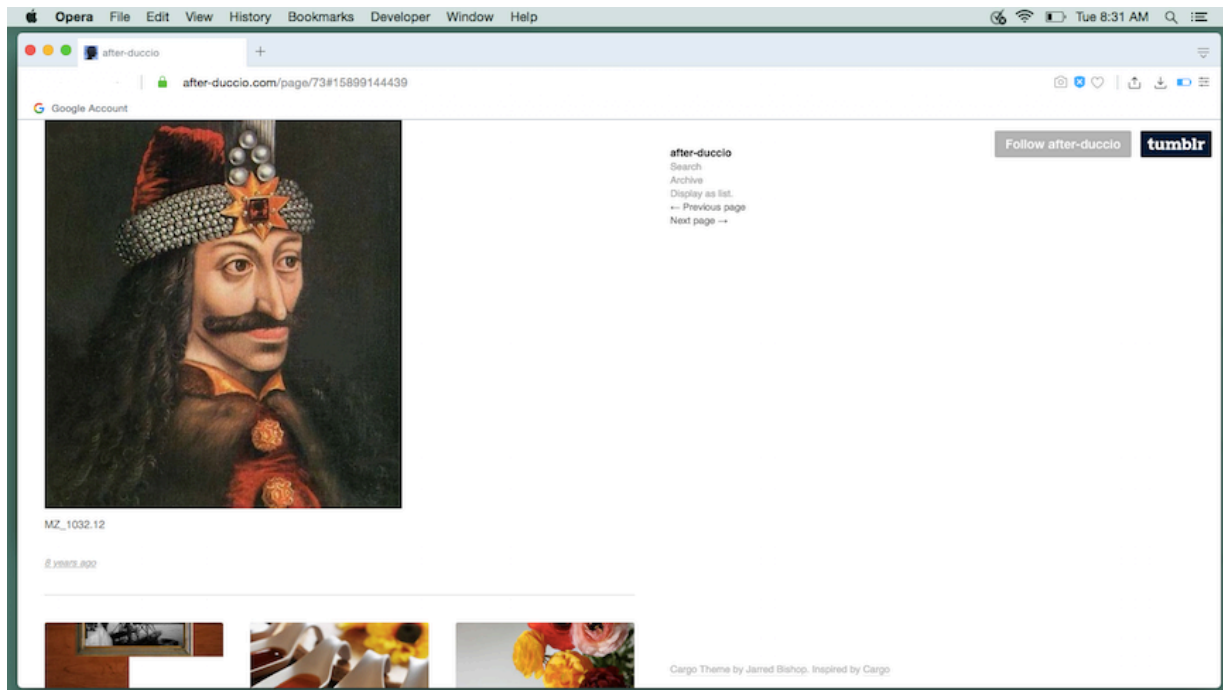 Opera File Edit View History Bookmarks Developer Window Help Tue 8:31 AM
after-duccio +
after-duccio.com/page/73#15899144439
Google Account
after-duccio
Search
Archive
Display as list.
← Previous page
Next page →
Follow after-duccio tumblr
MZ_1032.12
8 years ago
Cargo Theme by Jarred Bishop. Inspired by Cargo